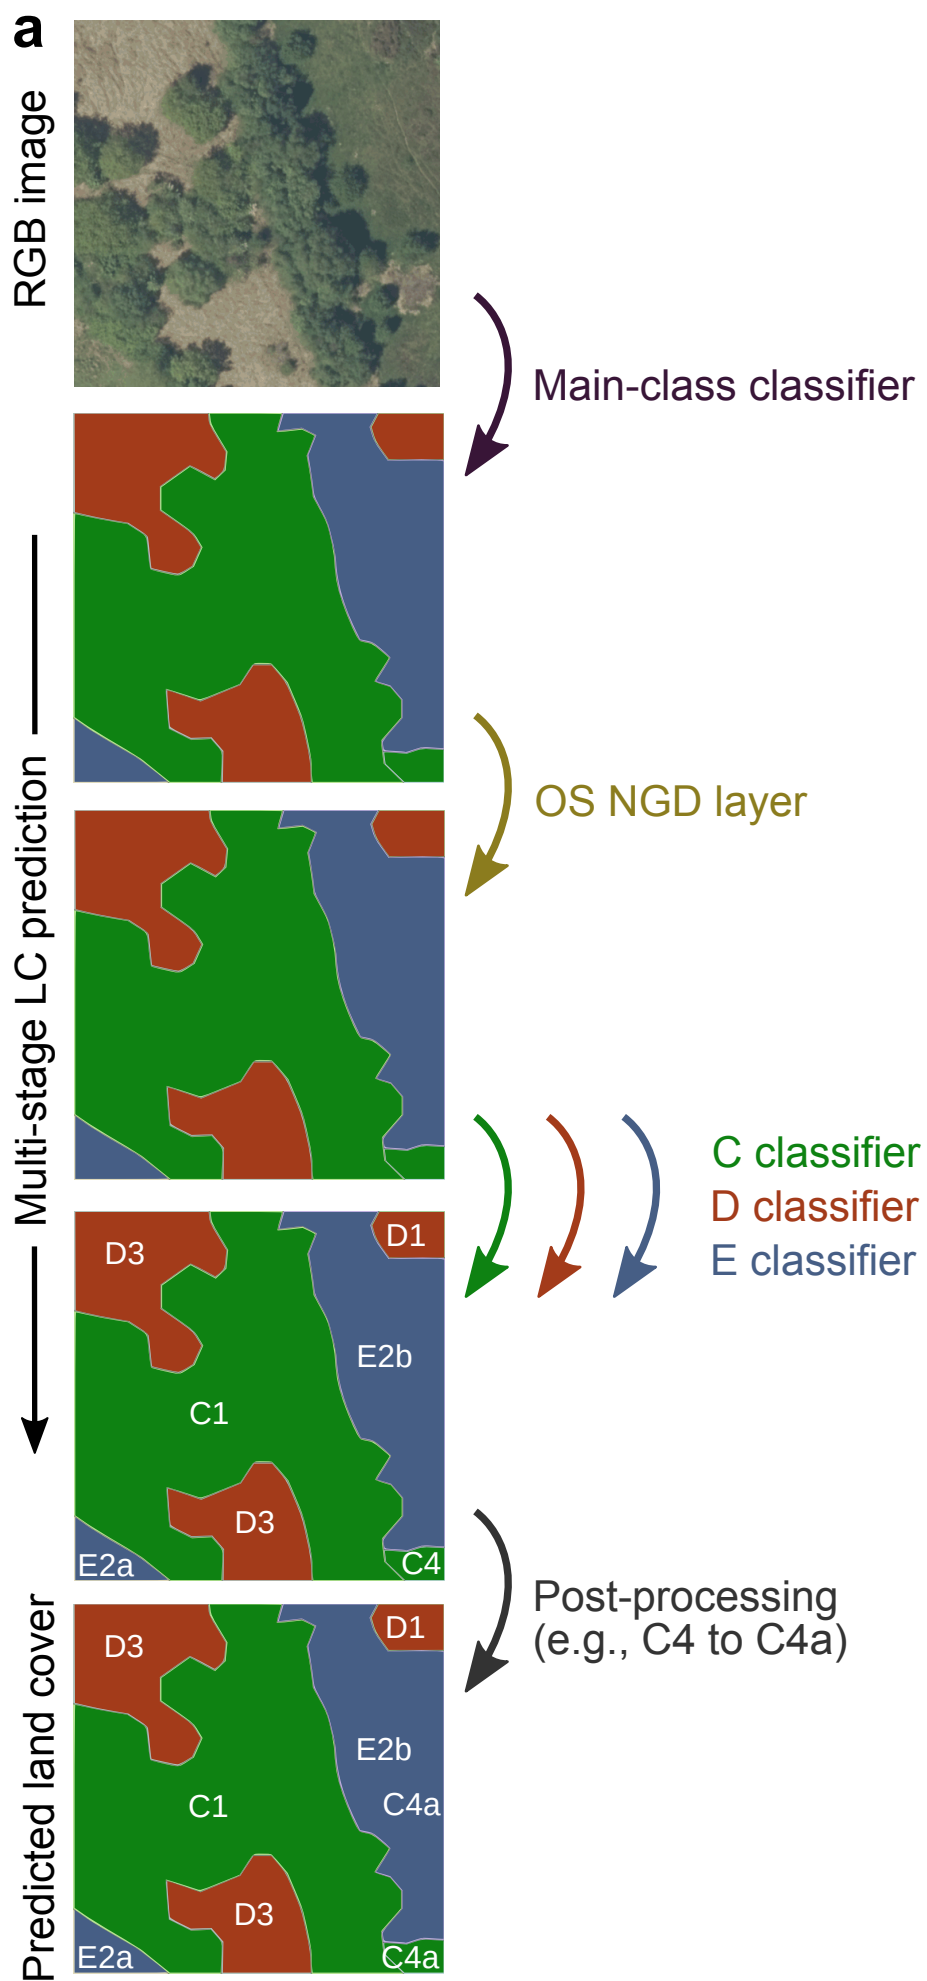 a
RGB image
Main-class classifier
Multi-stage LC prediction
OS NGD layer
C classifier
D classifier
E classifier
D3
D1
E2b
C1
D3
E2a
C4
Post-processing
(e.g., C4 to C4a)
Predicted land cover
D3
D1
E2b
C4a
C1
D3
E2a
C4a